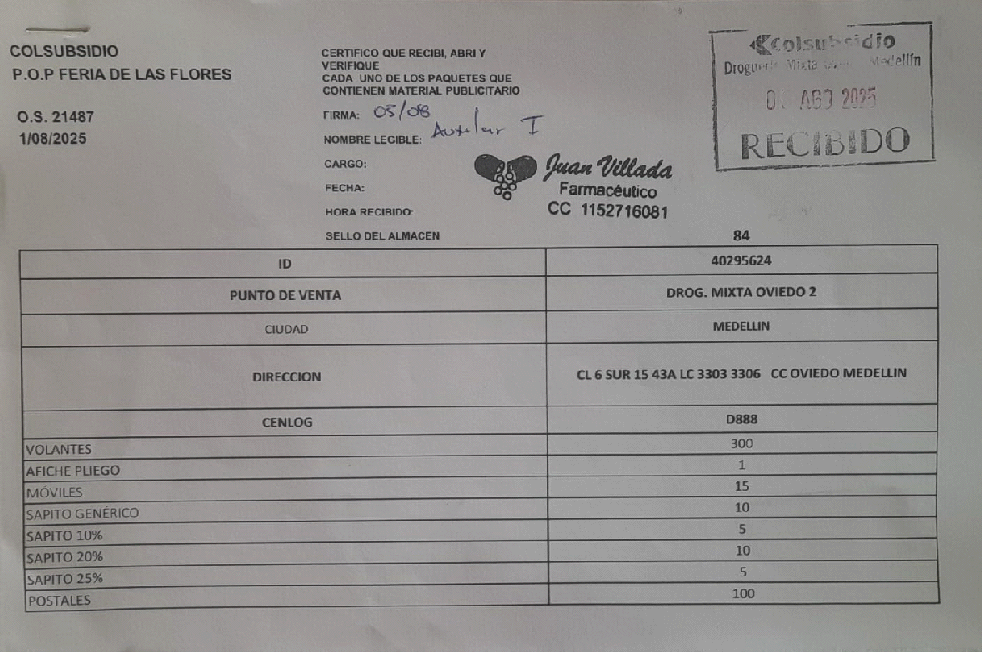 COLSUBSIDIO
P.O.P FERIA DE LAS FLORES
O.S. 21487
1/08/2025
CERTIFICO QUE RECIBI, ABRI Y
VERIFIQUE
CADA UNO DE LOS PAQUETES QUE
CONTIENEN MATERIAL PUBLICITARIO
FIRMA: 05/08
NOMBRE LEGIBLE:
CARGO:
FECHA:
HORA RECIBIDO:
SELLO DEL ALMACEN
Juan Villada
Farmacéutico
CC 1152716081
Colsubsidio
Droguería Mixta Medellín
AGO 2025
RECIBIDO
84
ID 40295624
PUNTO DE VENTA DROG. MIXTA OVIEDO 2
CIUDAD MEDELLIN
DIRECCION CL 6 SUR 15 43A LC 3303 3306 CC OVIEDO MEDELLIN
CENLOG D888
VOLANTES 300
AFICHE PLIEGO 1
MÓVILES 15
SAPITO GENÉRICO 10
SAPITO 10% 5
SAPITO 20% 10
SAPITO 25% 5
POSTALES 100